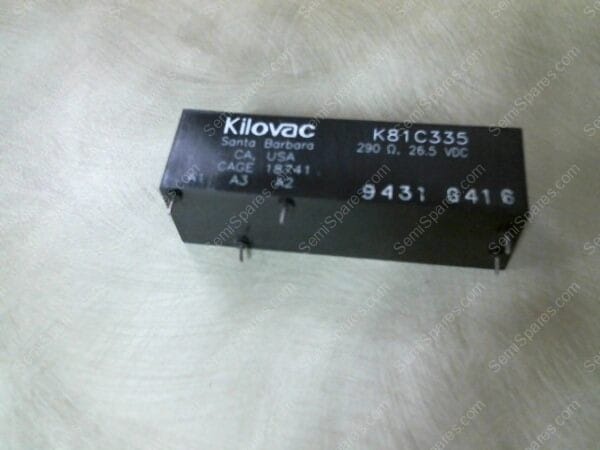 Kilovac
Santa Barbara
CA, USA
CAGE 18741
A3 A2
K81C335
290 Ω, 26.5 VDC
9431 G416
SemiSpares.com